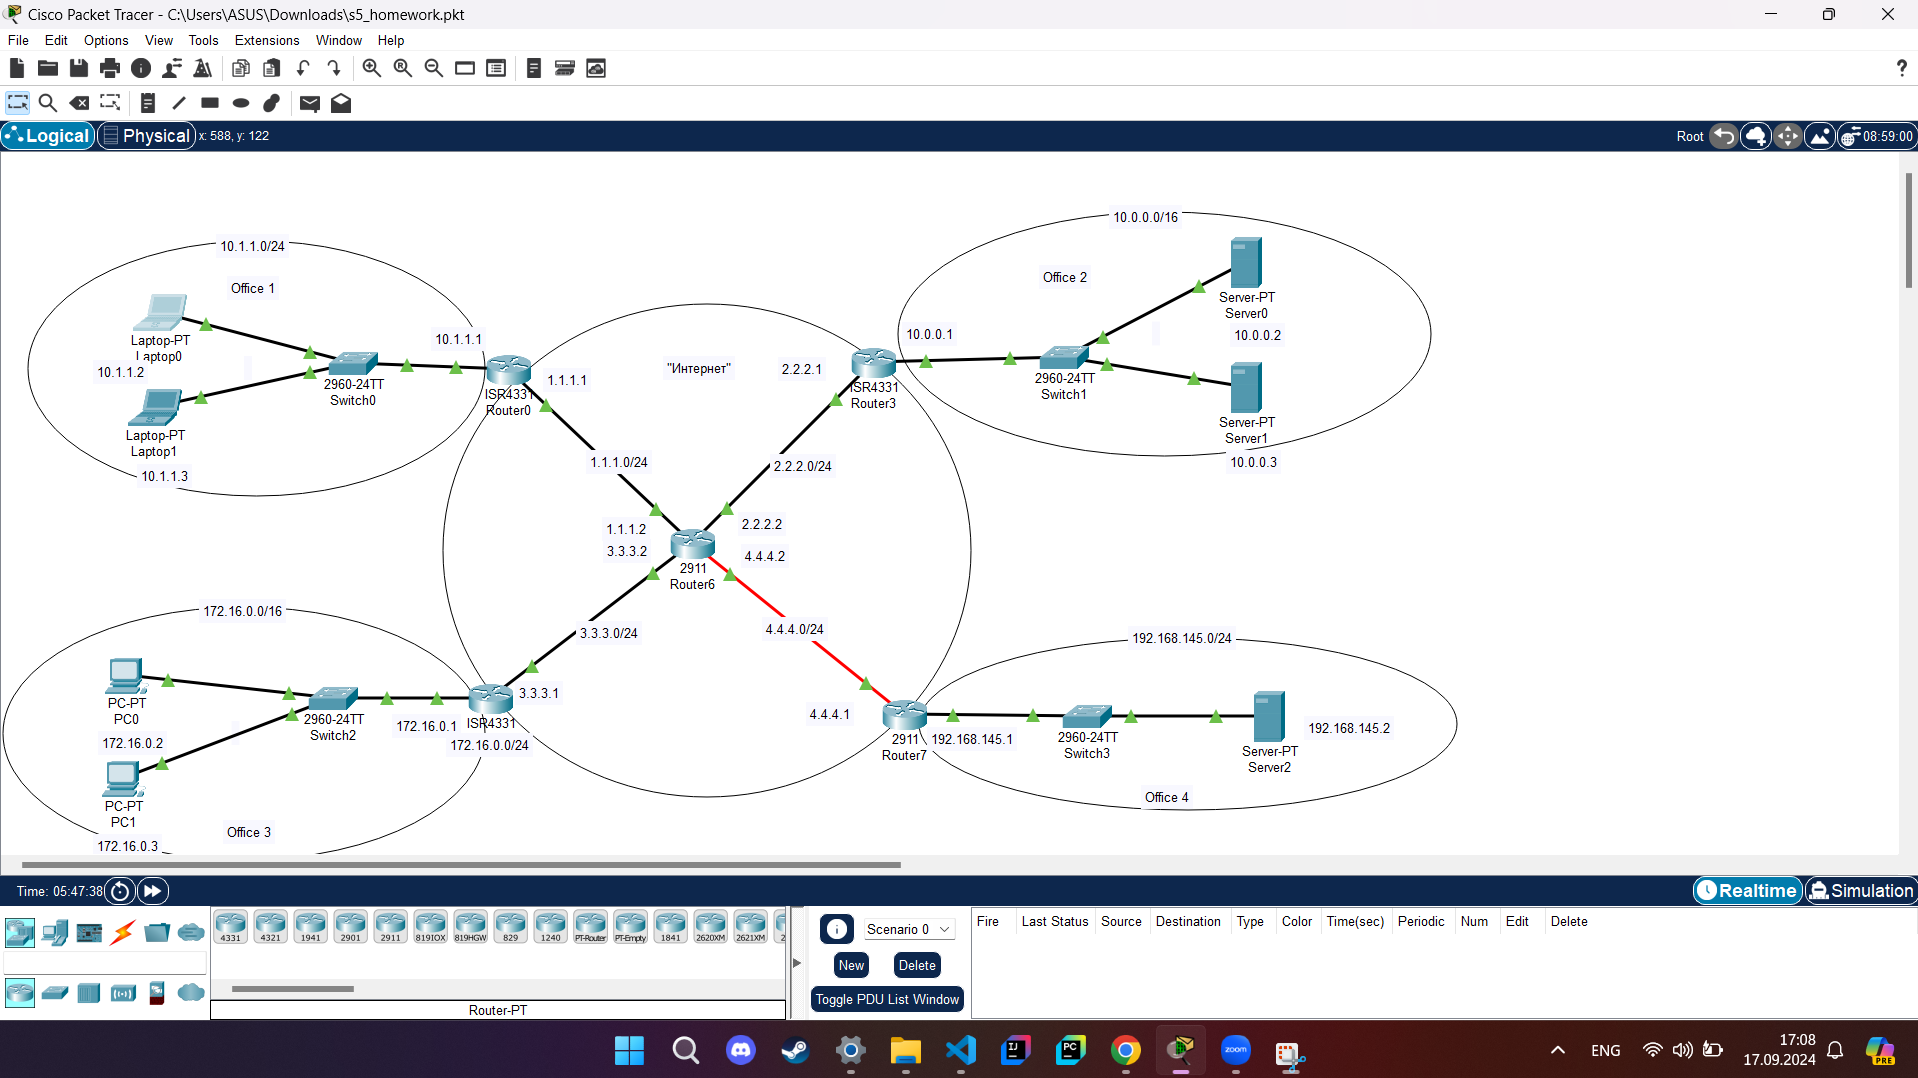 Cisco Packet Tracer - C:\Users\ASUS\Downloads\s5_homework.pkt
File Edit Options View Tools Extensions Window Help
?
Logical Physical x: 588, y: 122
Root 08:59:00
10.1.1.0/24
Office 1
Laptop-PT
Laptop0
10.1.1.2
Laptop-PT
Laptop1
10.1.1.3
2960-24TT
Switch0
10.1.1.1
ISR4331
Router0
1.1.1.1
"Интернет"
2.2.2.1
ISR4331
Router3
10.0.0.1
10.0.0.0/16
Office 2
Server-PT
Server0
10.0.0.2
2960-24TT
Switch1
Server-PT
Server1
10.0.0.3
1.1.1.0/24
2.2.2.0/24
1.1.1.2
2.2.2.2
3.3.3.2
4.4.4.2
2911
Router6
3.3.3.0/24
4.4.4.0/24
172.16.0.0/16
PC-PT
PC0
172.16.0.2
PC-PT
PC1
172.16.0.3
Office 3
2960-24TT
Switch2
172.16.0.1
3.3.3.1
ISR4331
172.16.0.0/24
4.4.4.1
2911
Router7
192.168.145.1
192.168.145.0/24
2960-24TT
Switch3
Server-PT
Server2
192.168.145.2
Office 4
Time: 05:47:38
Realtime Simulation
4331 4321 1941 2901 2911 819IOX 819HGW 829 1240 PT-Router PT-Empty 1841 2620XM 2621XM 2
Router-PT
Scenario 0
New Delete
Toggle PDU List Window
Fire Last Status Source Destination Type Color Time(sec) Periodic Num Edit Delete
IJ
PC
zoom
ENG
17:08
17.09.2024
PRE